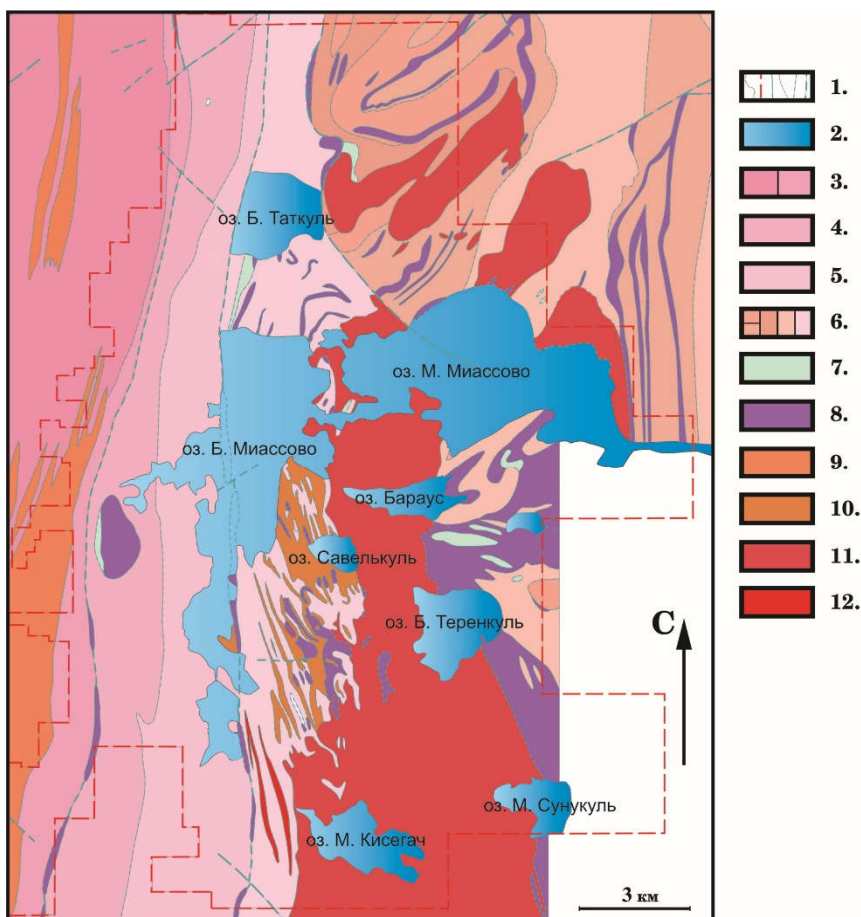 1.
2.
3.
4.
5.
6.
7.
8.
9.
10.
11.
12.
оз. Б. Таткуль
оз. М. Миассово
оз. Б. Миассово
оз. Бараус
оз. Савелькуль
оз. Б. Теренкуль
С
оз. М. Сунукуль
оз. М. Кисегач
3 км